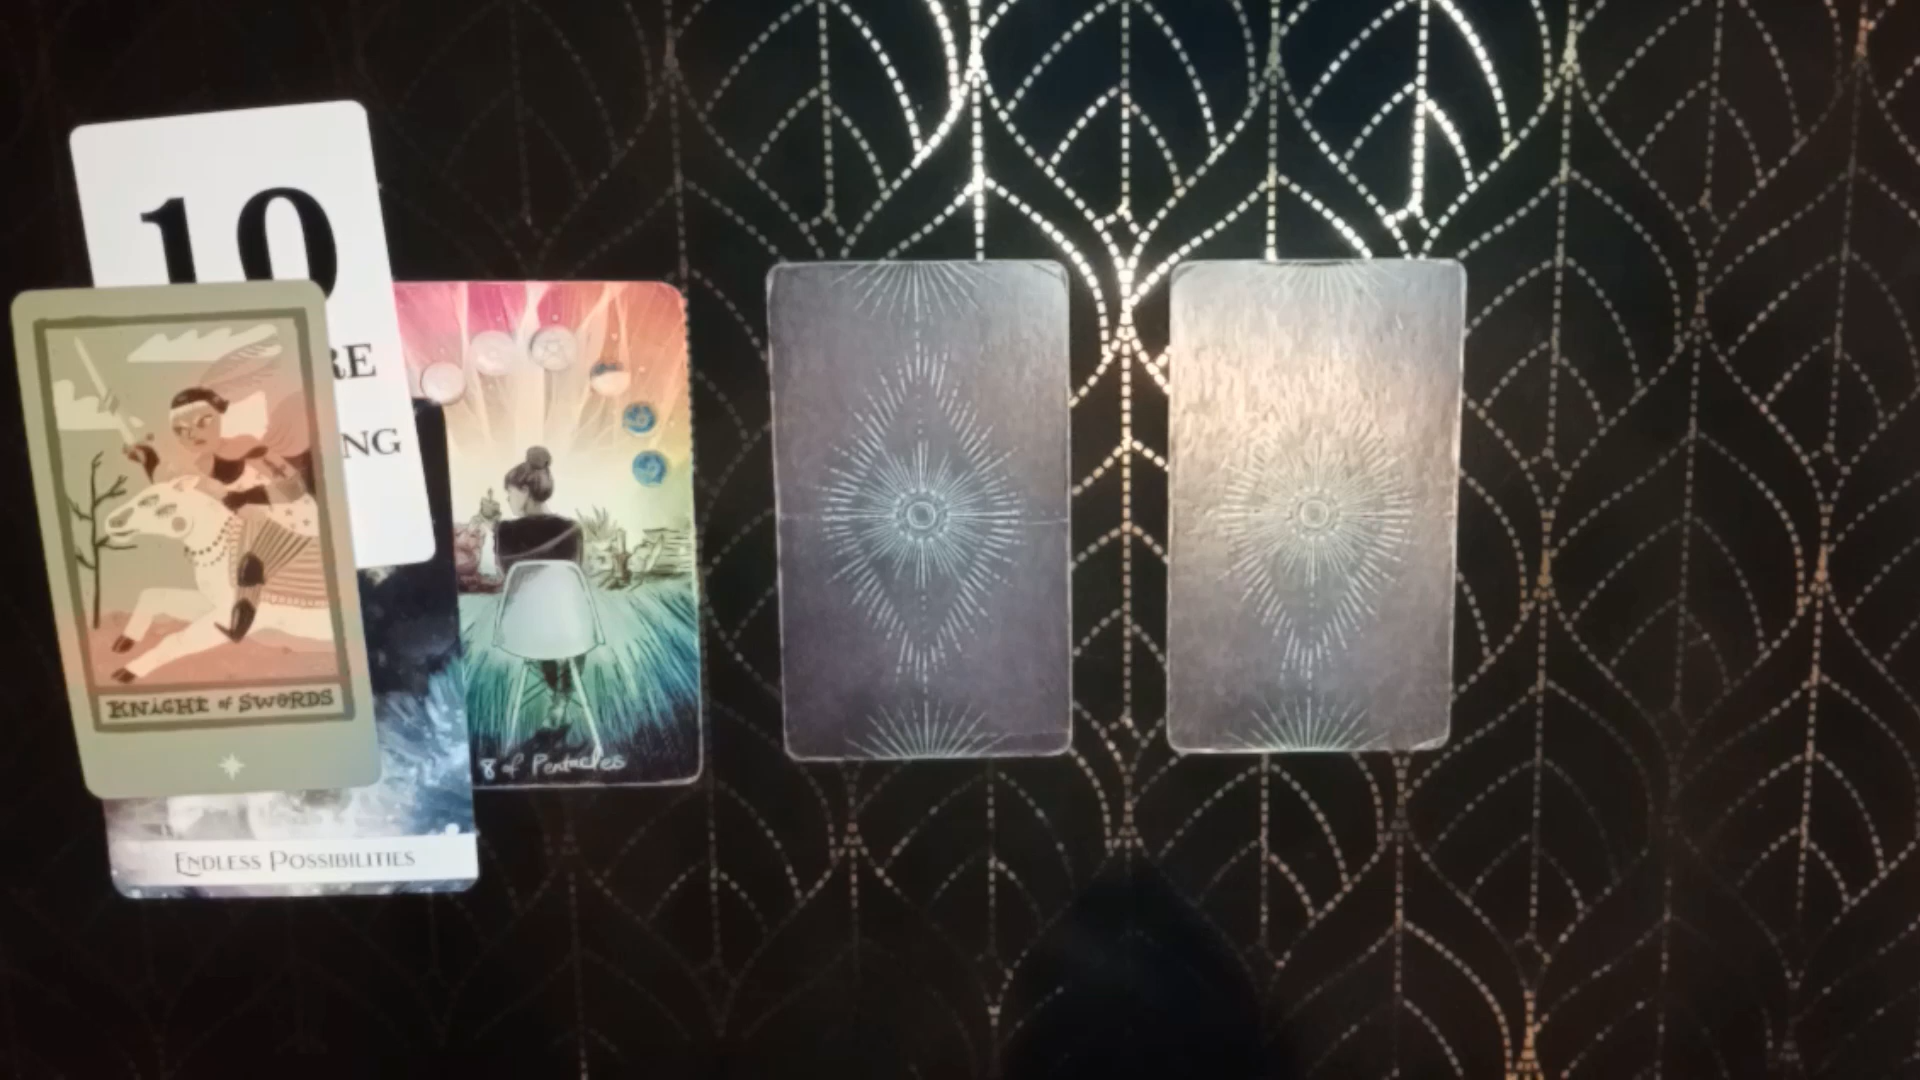 10
RE
NG
KNIGHT of SWORDS
8 of Pentacles
ENDLESS POSSIBILITIES